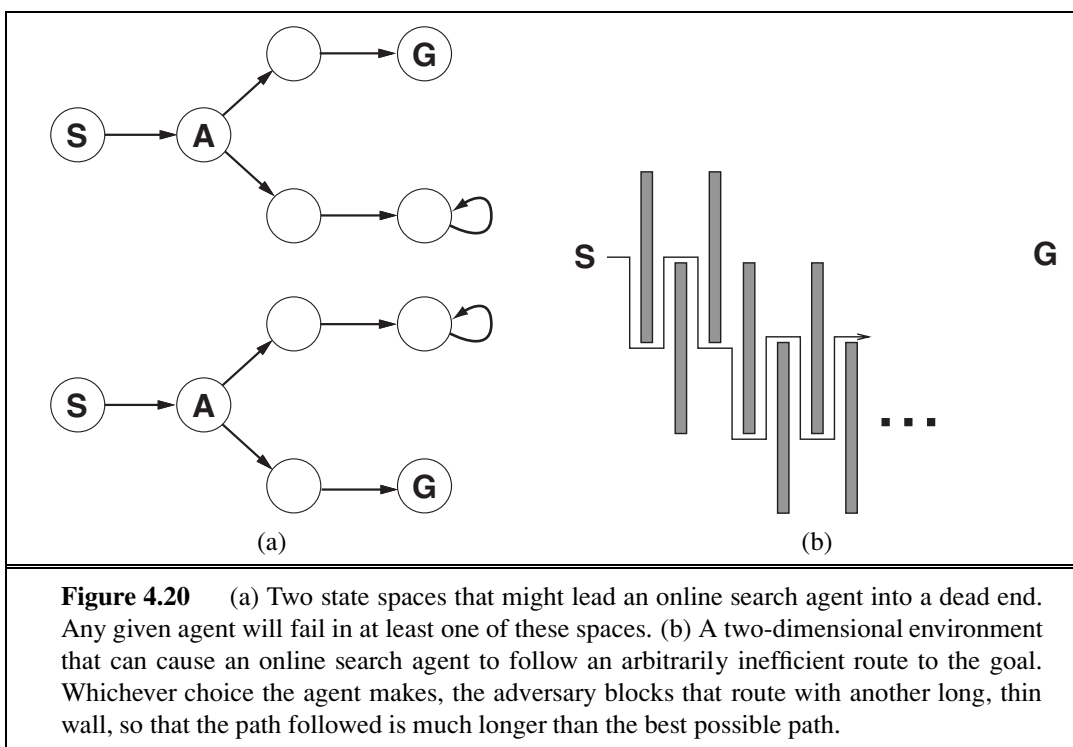 G
S A
S G
S A
G
(a) (b)
Figure 4.20 (a) Two state spaces that might lead an online search agent into a dead end.
Any given agent will fail in at least one of these spaces. (b) A two-dimensional environment
that can cause an online search agent to follow an arbitrarily inefficient route to the goal.
Whichever choice the agent makes, the adversary blocks that route with another long, thin
wall, so that the path followed is much longer than the best possible path.